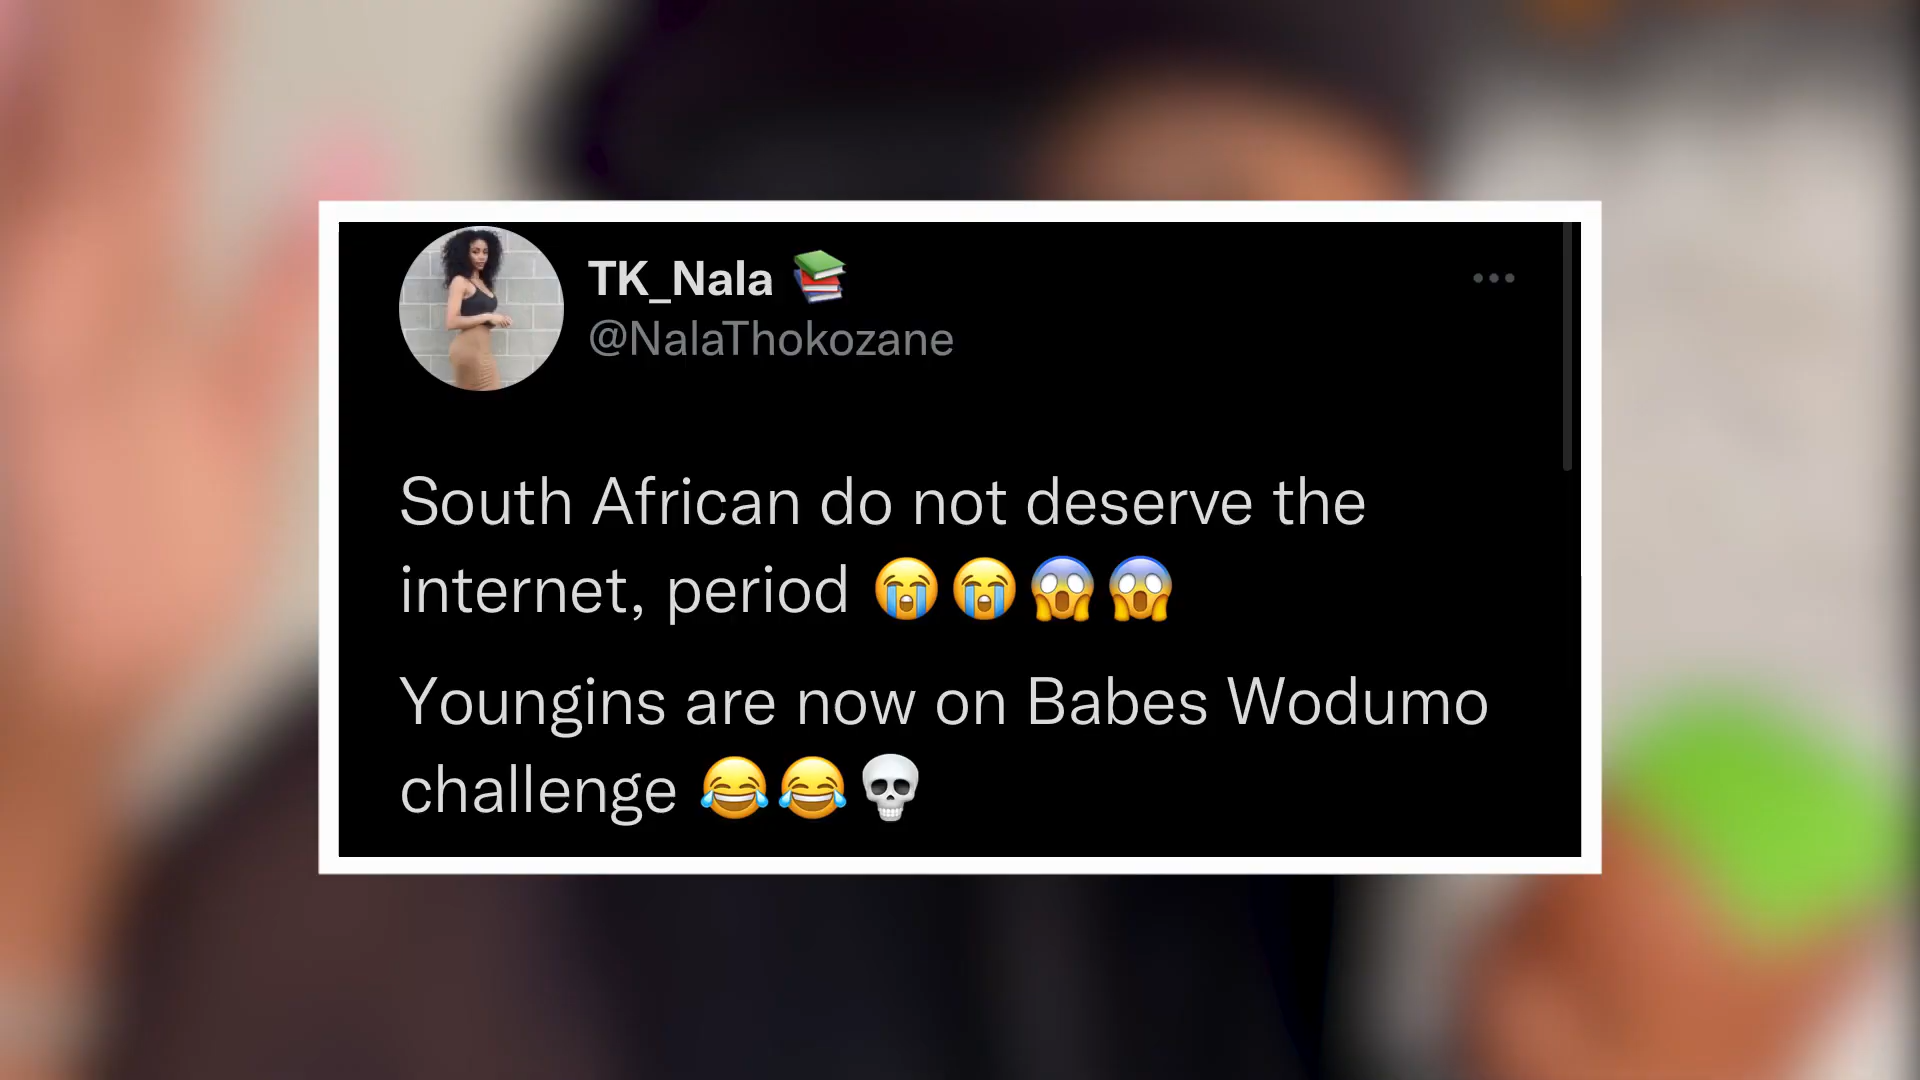 TK_Nala 📚
@NalaThokozane
South African do not deserve the
internet, period 😭😭😱😱
Youngins are now on Babes Wodumo
challenge 😂😂💀